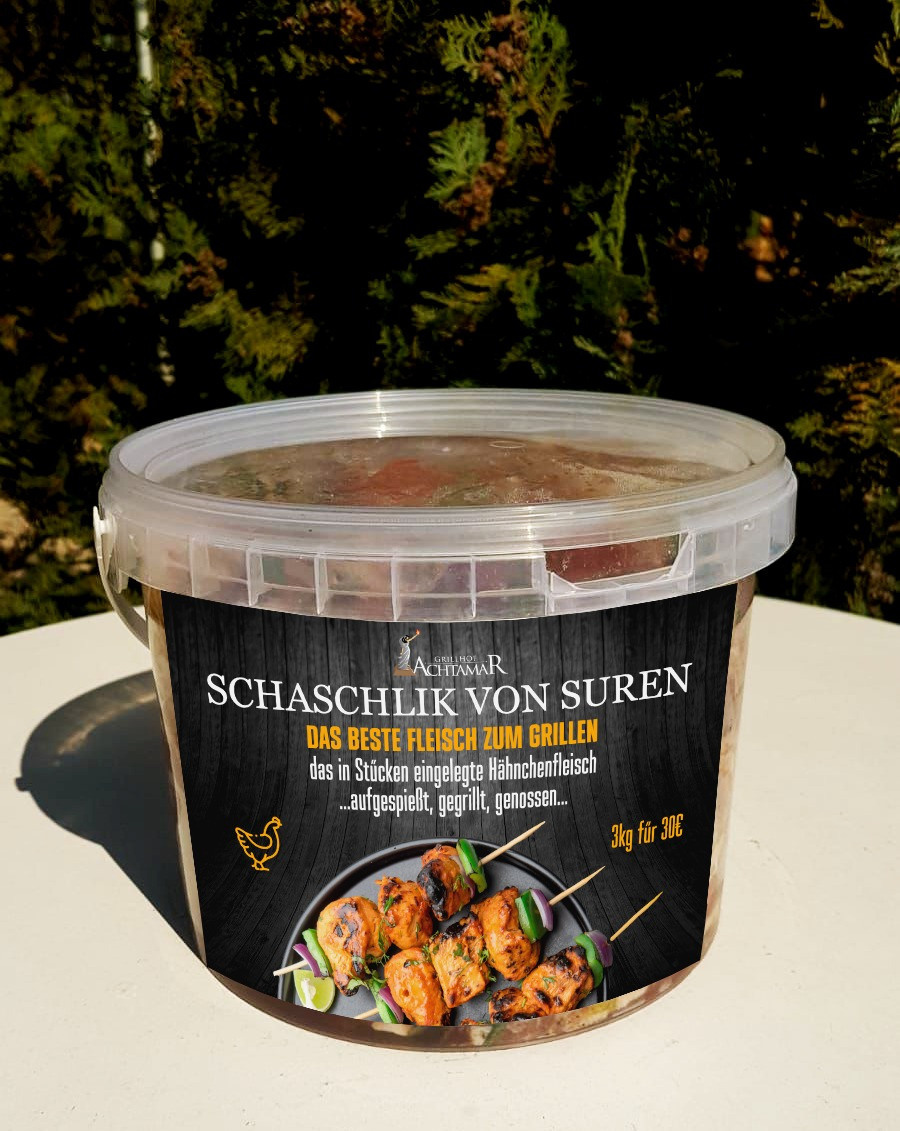 GRILLHOF
ACHTAMAR
SCHASCHLIK VON SUREN
DAS BESTE FLEISCH ZUM GRILLEN
das in Stücken eingelegte Hähnchenfleisch
...aufgespießt, gegrillt, genossen...
3kg für 30€